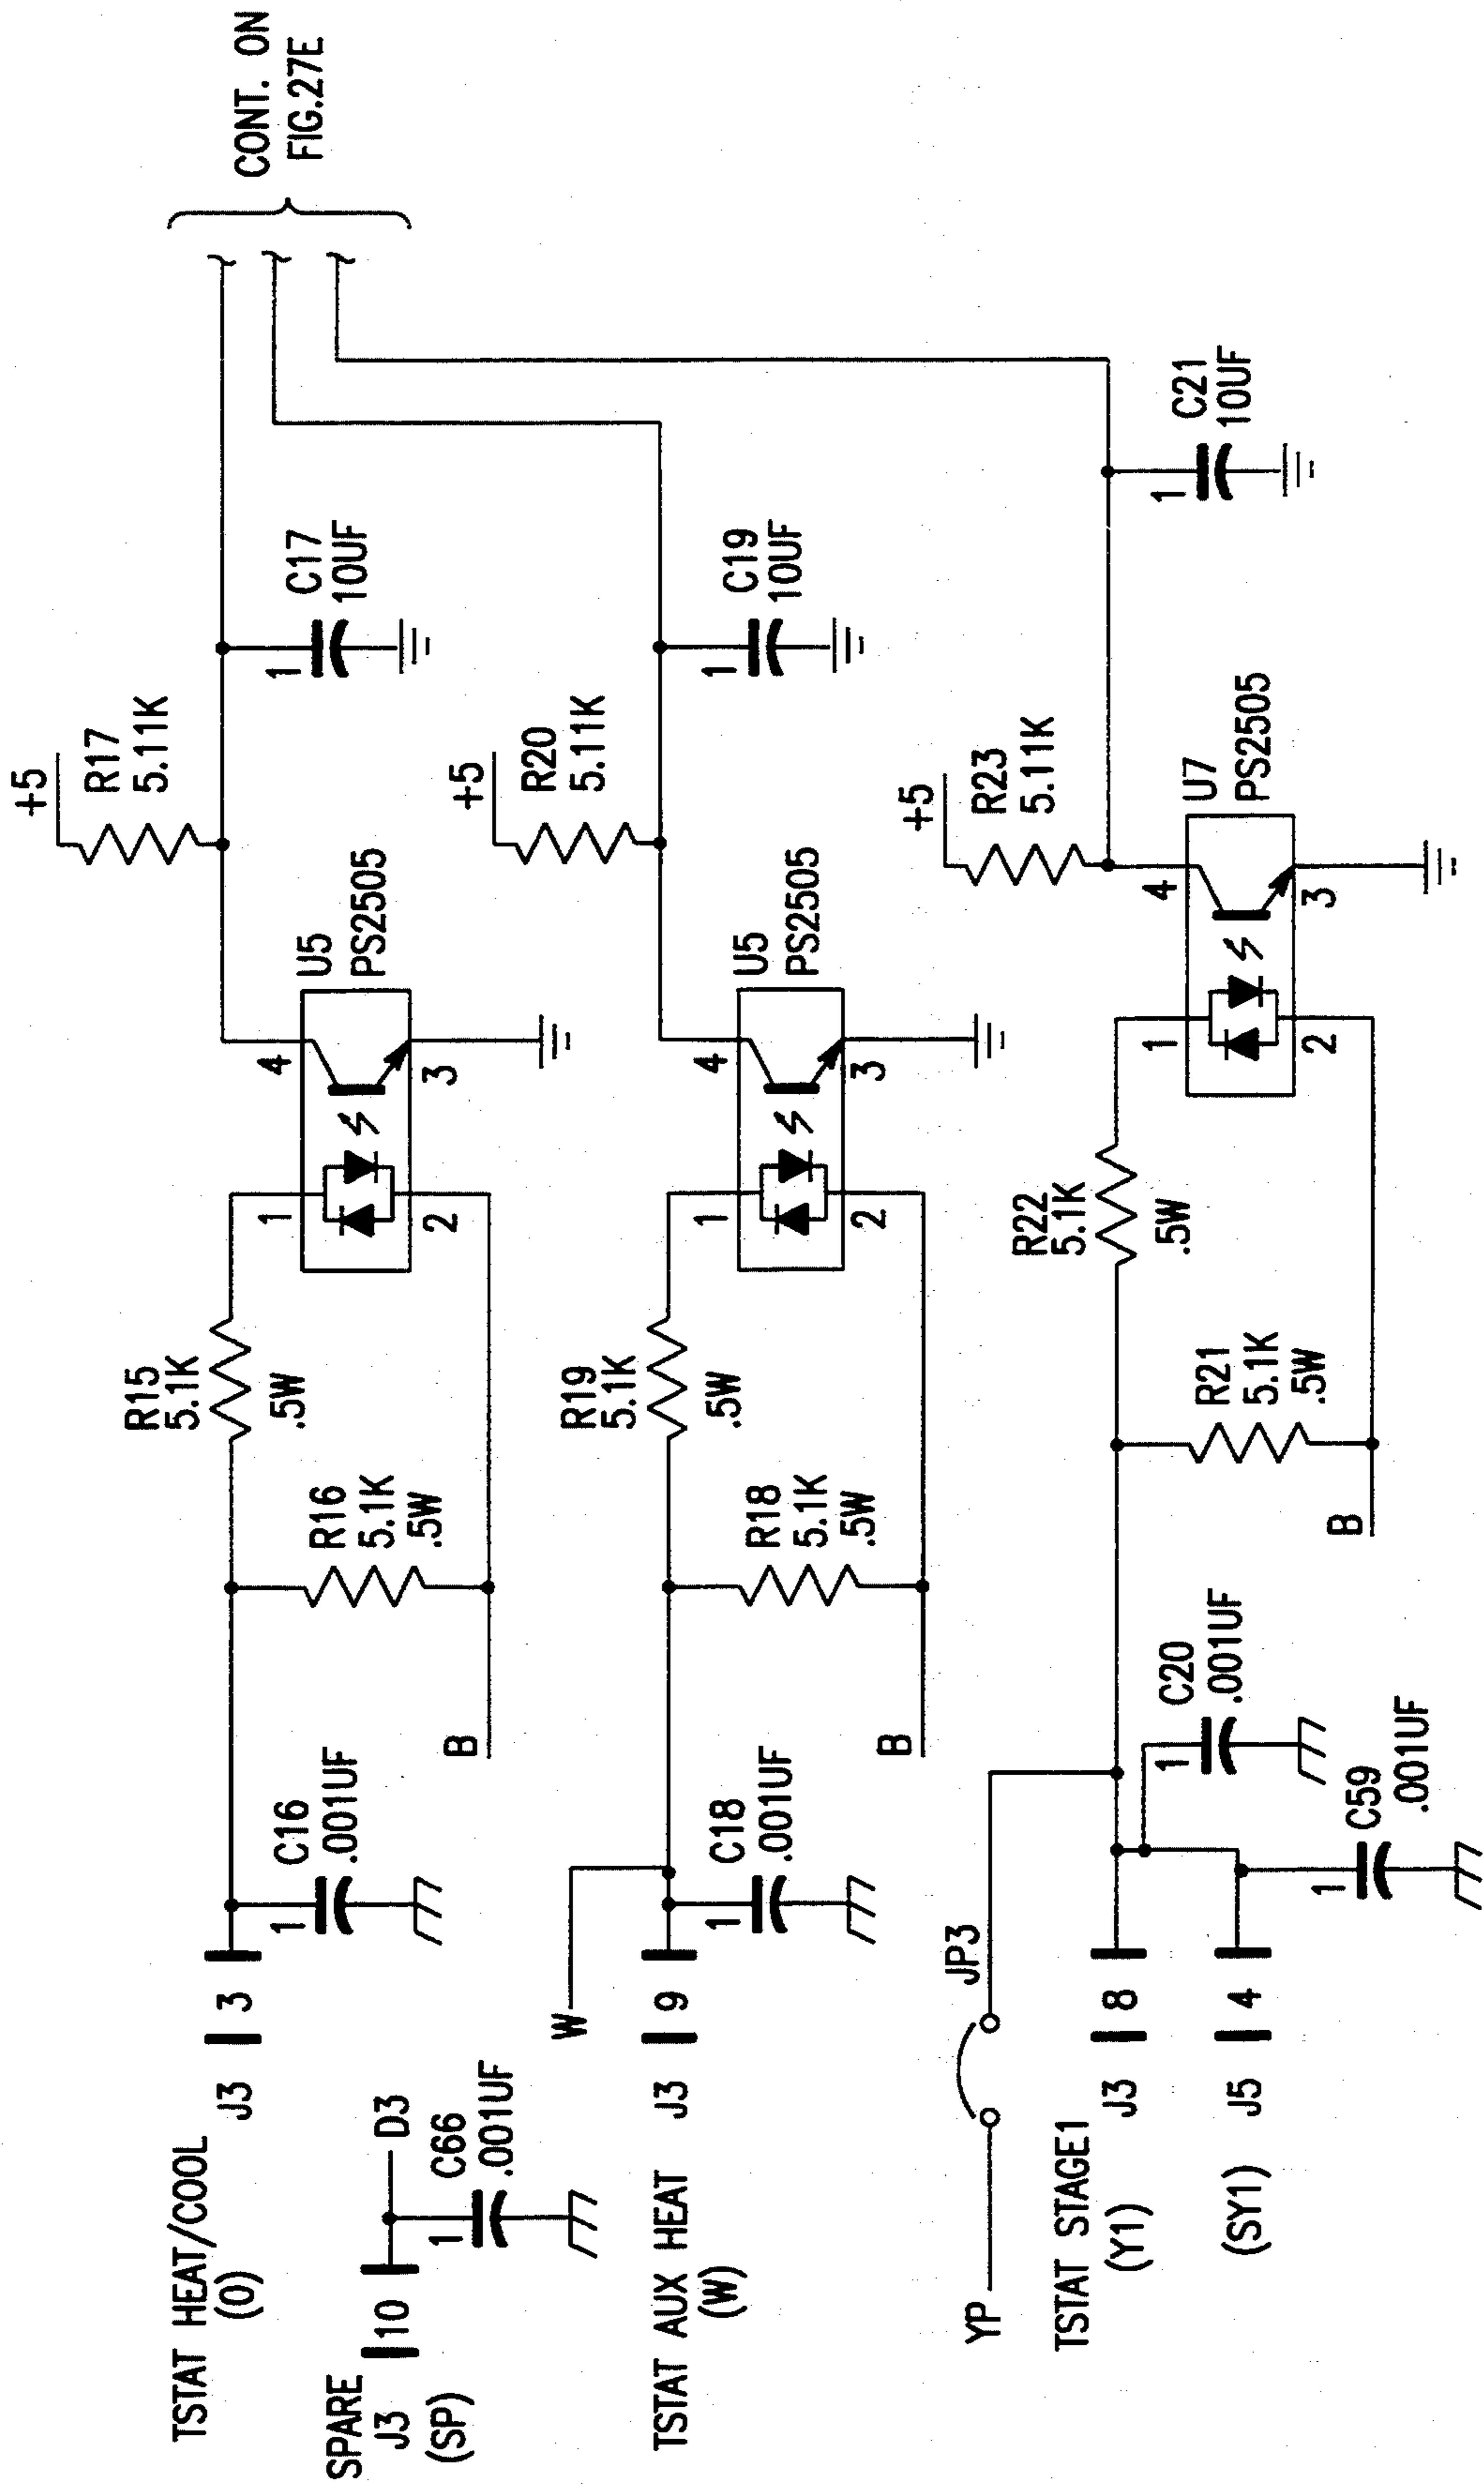 CONT. ON
FIG.27E
+5
R17
5.11K
C17
10UF
1
U5
PS2505
4
3
1
2
R15
5.1K
.5W
R16
5.1K
.5W
B
C16
.001UF
1
3
J3
TSTAT HEAT/COOL
(O)
SPARE
J3
(SP)
10
D3
C66
.001UF
1
+5
R20
5.11K
C19
10UF
1
U5
PS2505
4
3
1
2
R19
5.1K
.5W
R18
5.1K
.5W
B
C18
.001UF
1
W
9
J3
TSTAT AUX HEAT
(W)
+5
R23
5.11K
C21
10UF
1
U7
PS2505
4
3
1
2
R22
5.1K
.5W
R21
5.1K
.5W
B
C20
.001UF
1
C59
.001UF
1
JP3
YP
TSTAT STAGE1
(Y1)
J3
8
(SY1)
J5
4